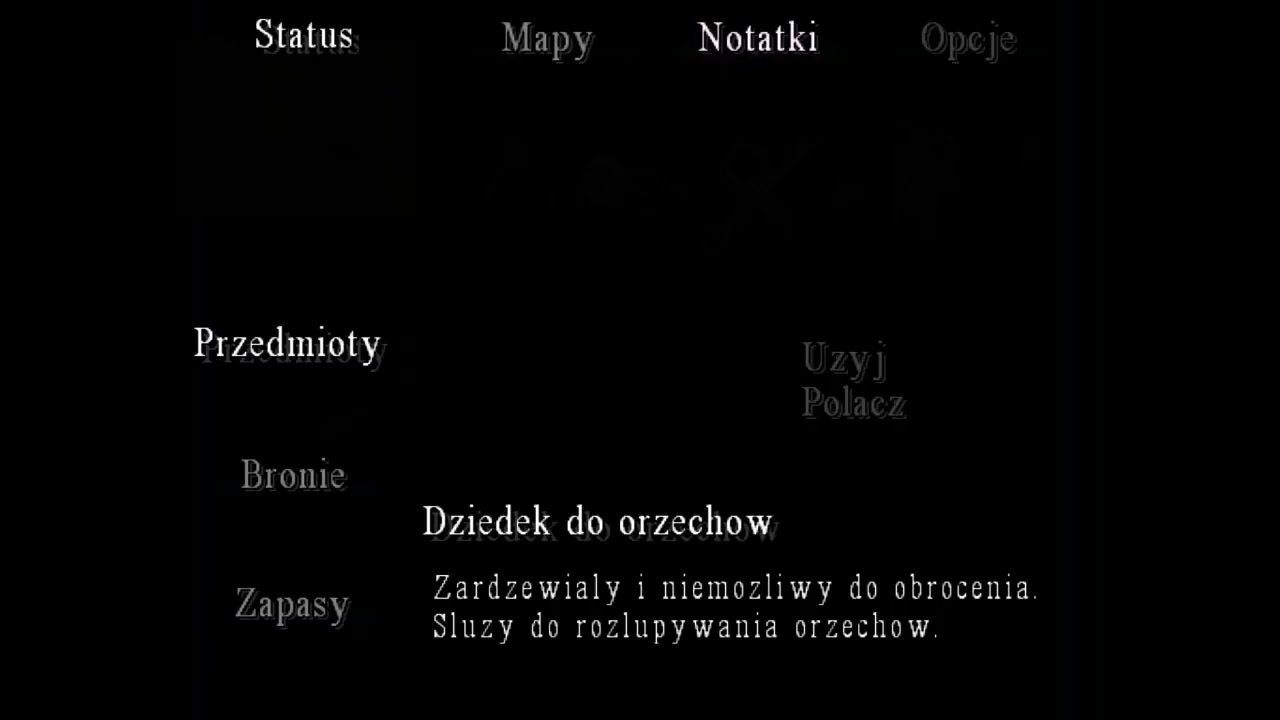 Status Mapy Notatki Opcje
Przedmioty
Uzyj
Polacz
Bronie
Dziedek do orzechow
Zardzewialy i niemozliwy do obrocenia.
Zapasy
Sluzy do rozlupywania orzechow.